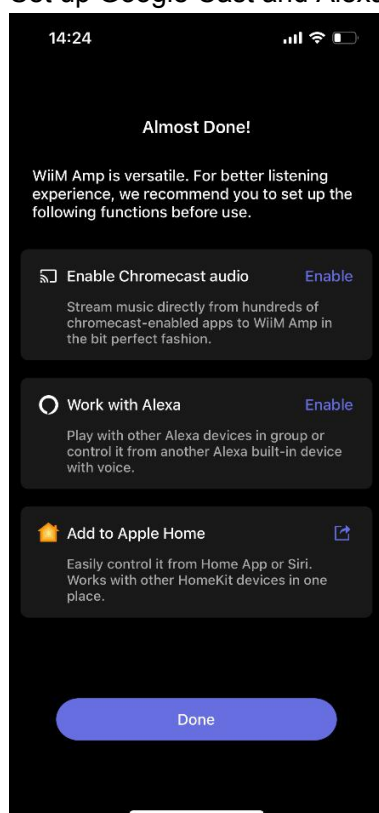 Set up Google Cast and Alexa
14:24
Almost Done!
WiiM Amp is versatile. For better listening
experience, we recommend you to set up the
following functions before use.
Enable Chromecast audio Enable
Stream music directly from hundreds of
chromecast-enabled apps to WiiM Amp in
the bit perfect fashion.
Work with Alexa Enable
Play with other Alexa devices in group or
control it from another Alexa built-in device
with voice.
Add to Apple Home
Easily control it from Home App or Siri.
Works with other HomeKit devices in one
place.
Done